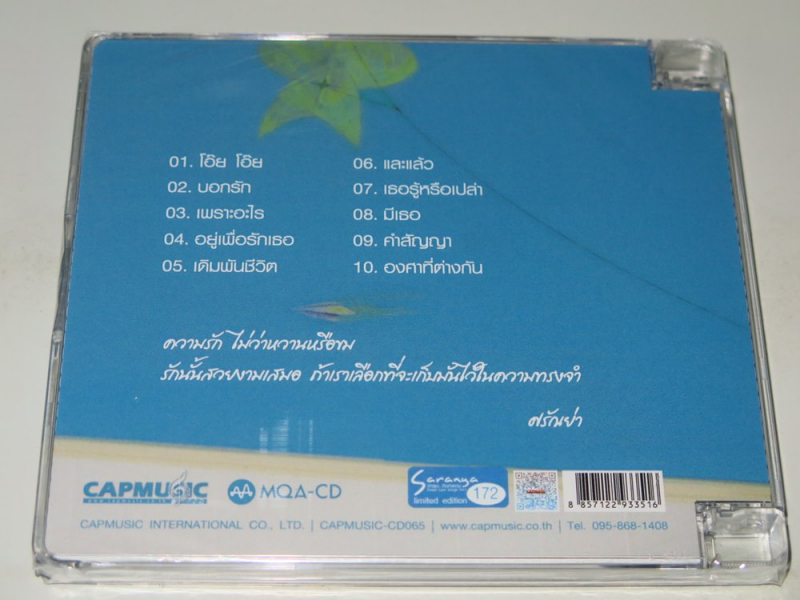 01. โอ๊ย โอ๊ย
02. บอกรัก
03. เพราะอะไร
04. อยู่เพื่อรักเธอ
05. เดิมพันชีวิต
06. และแล้ว
07. เธอรู้หรือเปล่า
08. มีเธอ
09. คำสัญญา
10. องศาที่ต่างกัน
ความรัก ไม่ว่าหวานหรือขม
รักนั้นสวยงามเสมอ ถ้าเราเลือกที่จะเก็บมันไว้ในความทรงจำ
ศรัณย่า
CAPMUSIC
MQA-CD
Saranya
limited edition 172
8 857122 933516
CAPMUSIC INTERNATIONAL CO., LTD. | CAPMUSIC-CD065 | www.capmusic.co.th | Tel. 095-868-1408